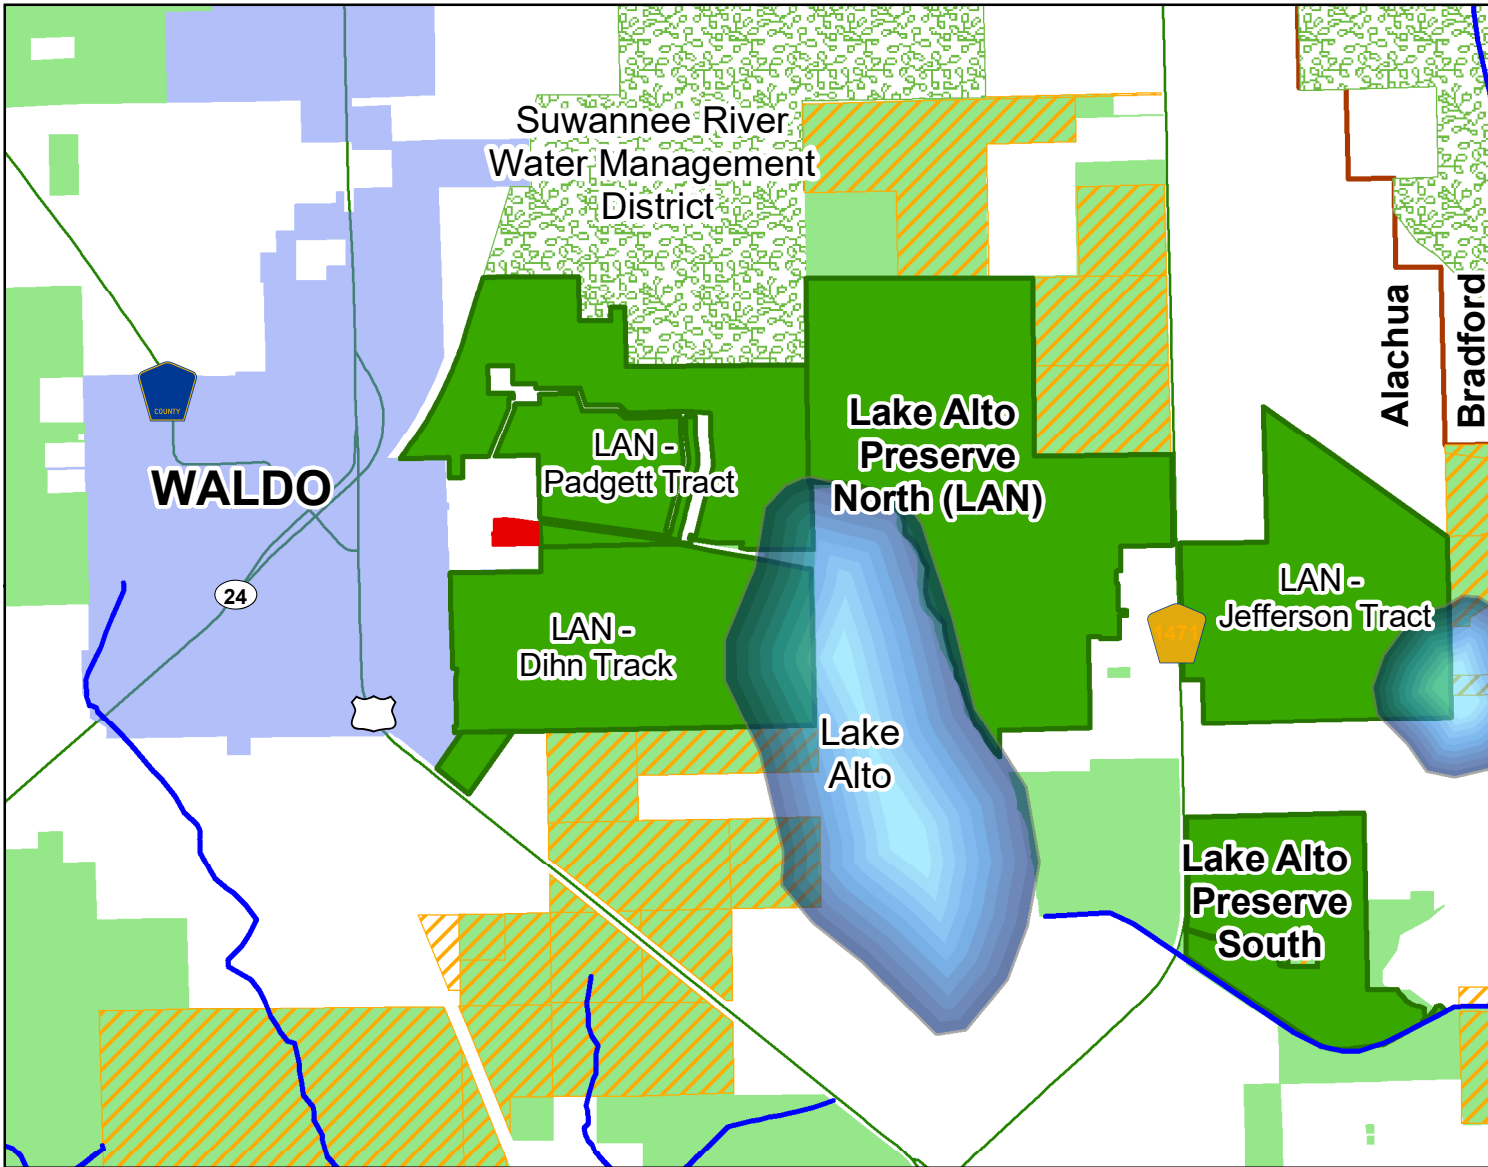 Suwannee River
Water Management
District
Alachua
Bradford
COUNTY
WALDO
LAN -
Padgett Tract
Lake Alto
Preserve
North (LAN)
24
LAN -
Dihn Track
LAN -
Jefferson Tract
1471
Lake
Alto
Lake Alto
Preserve
South